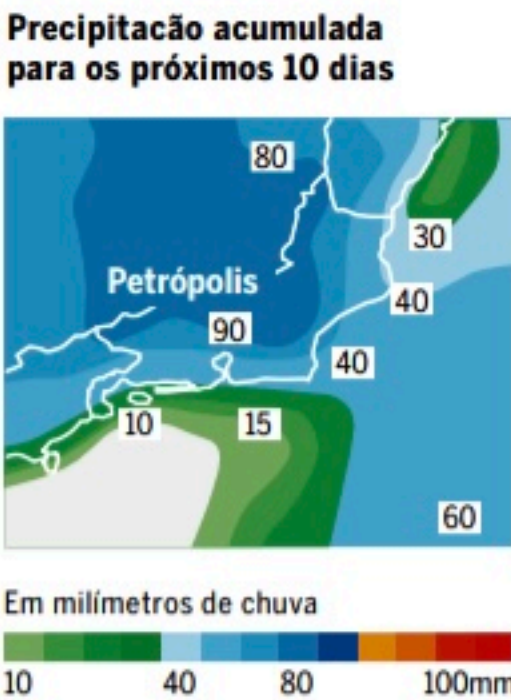 Precipitacão acumulada
para os próximos 10 dias
80
30
Petrópolis
40
90
40
10 15
60
Em milímetros de chuva
10 40 80 100mm